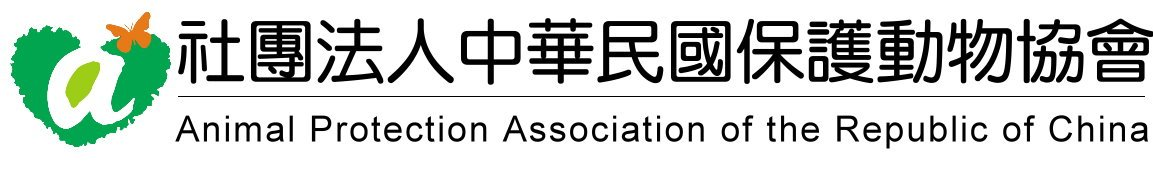 社團法人中華民國保護動物協會
Animal Protection Association of the Republic of China